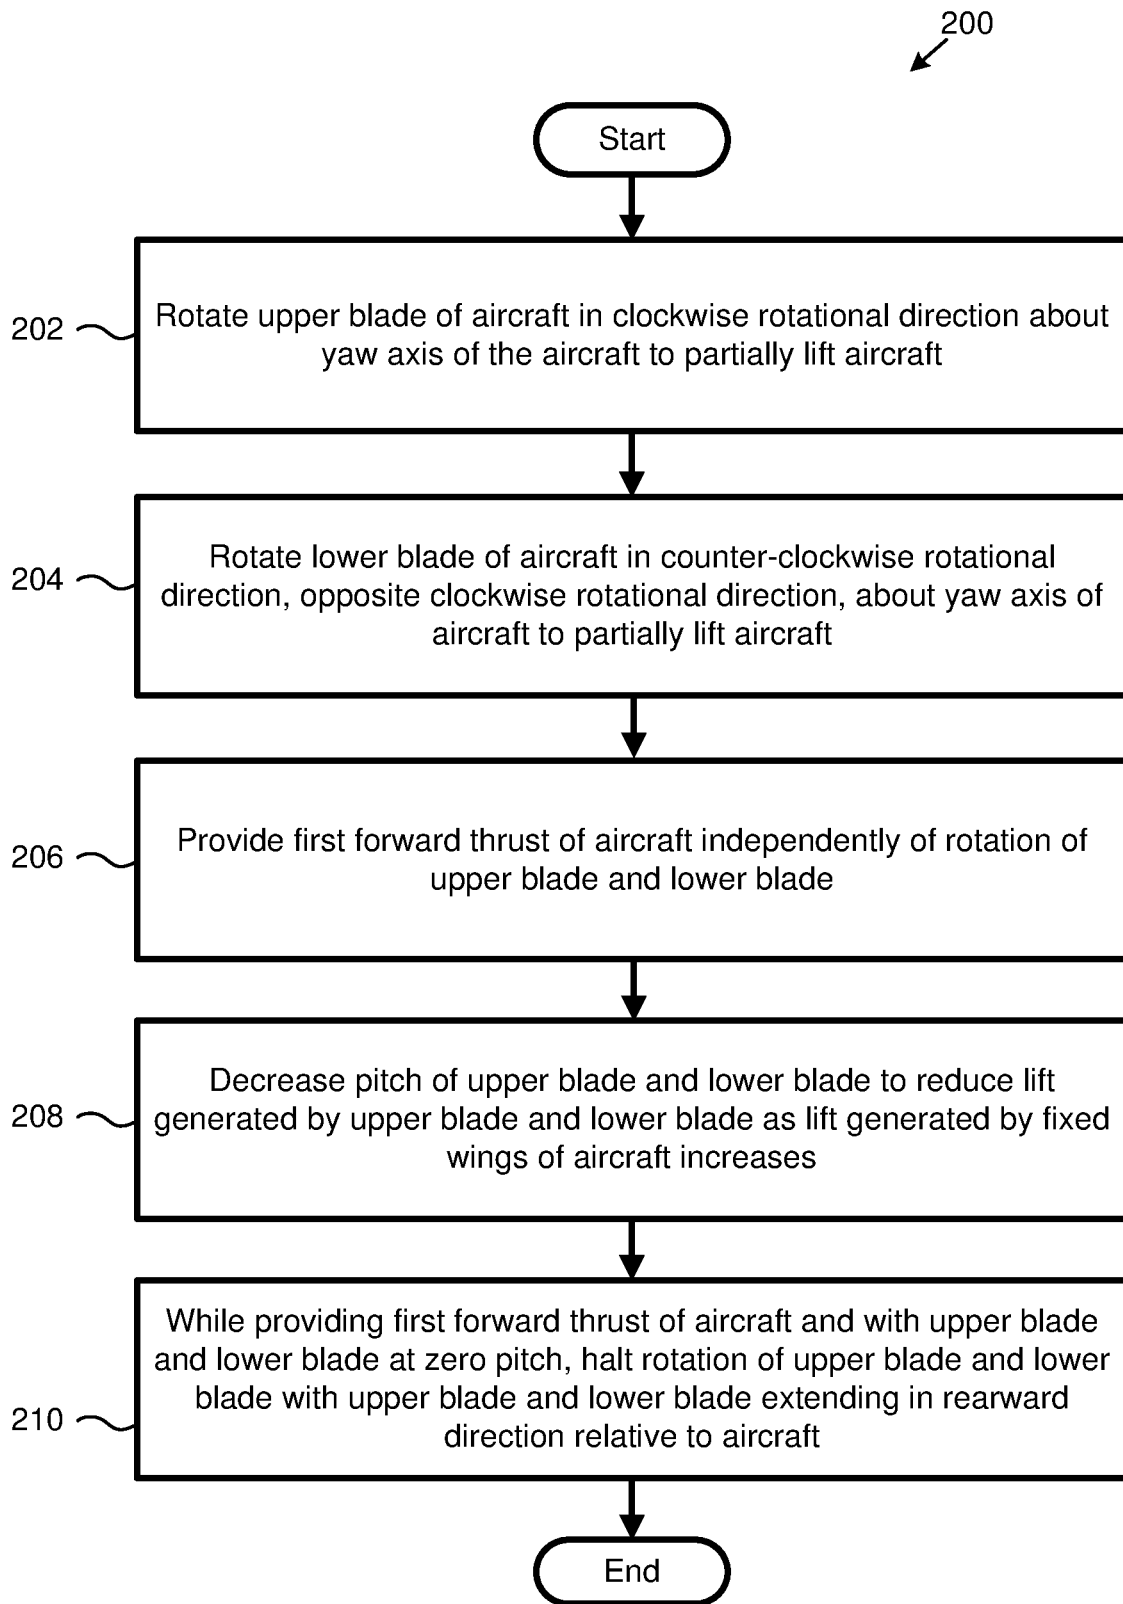 200
Start
202
Rotate upper blade of aircraft in clockwise rotational direction about
yaw axis of the aircraft to partially lift aircraft
204
Rotate lower blade of aircraft in counter-clockwise rotational
direction, opposite clockwise rotational direction, about yaw axis of
aircraft to partially lift aircraft
206
Provide first forward thrust of aircraft independently of rotation of
upper blade and lower blade
208
Decrease pitch of upper blade and lower blade to reduce lift
generated by upper blade and lower blade as lift generated by fixed
wings of aircraft increases
210
While providing first forward thrust of aircraft and with upper blade
and lower blade at zero pitch, halt rotation of upper blade and lower
blade with upper blade and lower blade extending in rearward
direction relative to aircraft
End